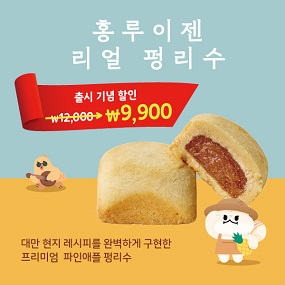 홍루이젠
리얼 펑리수
출시 기념 할인
₩12,000 ₩9,900
대만 현지 레시피를 완벽하게 구현한
프리미엄 파인애플 펑리수